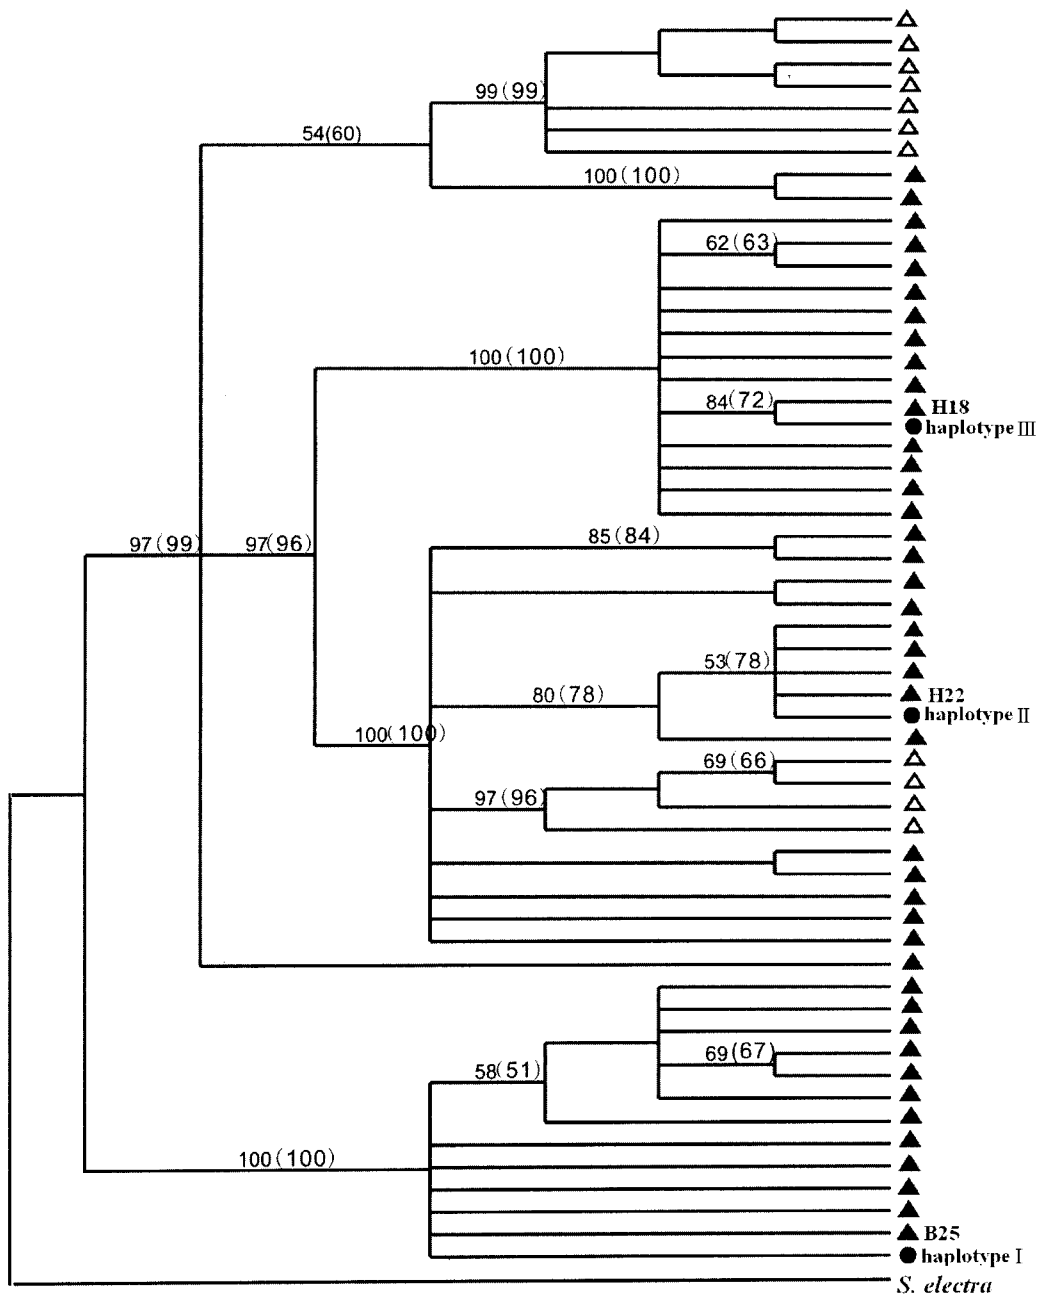 99(99)
54(60)
100(100)
62(63)
100(100)
84(72)
H18
haplotype Ⅲ
97(99)
97(96)
85(84)
53(78)
80(78)
H22
haplotype Ⅱ
100(100)
69(66)
97(96)
69(67)
58(51)
100(100)
B25
haplotype Ⅰ
S. electra